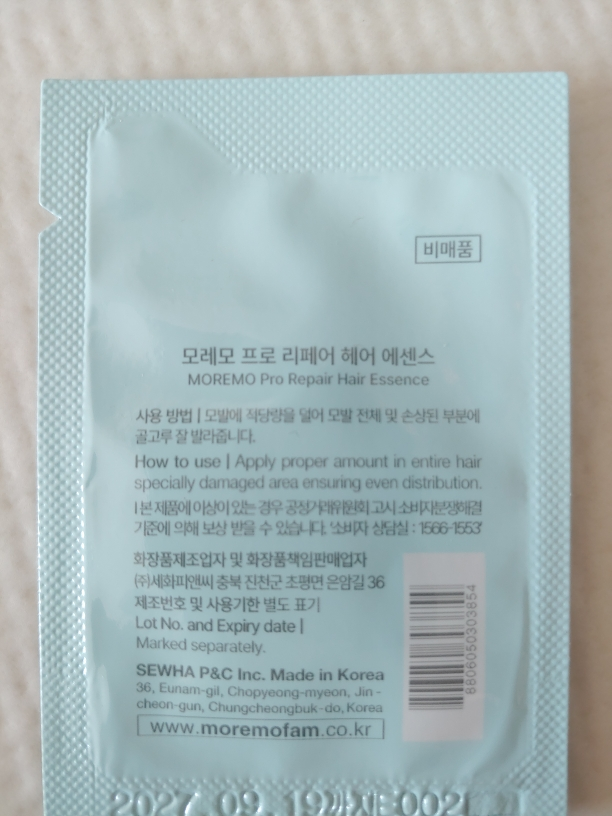 비매품
모레모 프로 리페어 헤어 에센스
MOREMO Pro Repair Hair Essence
사용 방법 | 모발에 적당량을 덜어 모발 전체 및 손상된 부분에
골고루 잘 발라줍니다.
How to use | Apply proper amount in entire hair
specially damaged area ensuring even distribution.
| 본 제품에 이상이 있는 경우 공정거래위원회 고시 소비자분쟁해결
기준에 의해 보상 받을 수 있습니다. '소비자 상담실 : 1566-1553'
화장품제조업자 및 화장품책임판매업자
(주)세화피앤씨 충북 진천군 초평면 은암길 36
제조번호 및 사용기한 별도 표기
Lot No. and Expiry date |
Marked separately.
SEWHA P&C Inc. Made in Korea
36, Eunam-gil, Chopyeong-myeon, Jin-
cheon-gun, Chungcheongbuk-do, Korea
www.moremofam.co.kr
8806050303854
2027. 09. 19까지